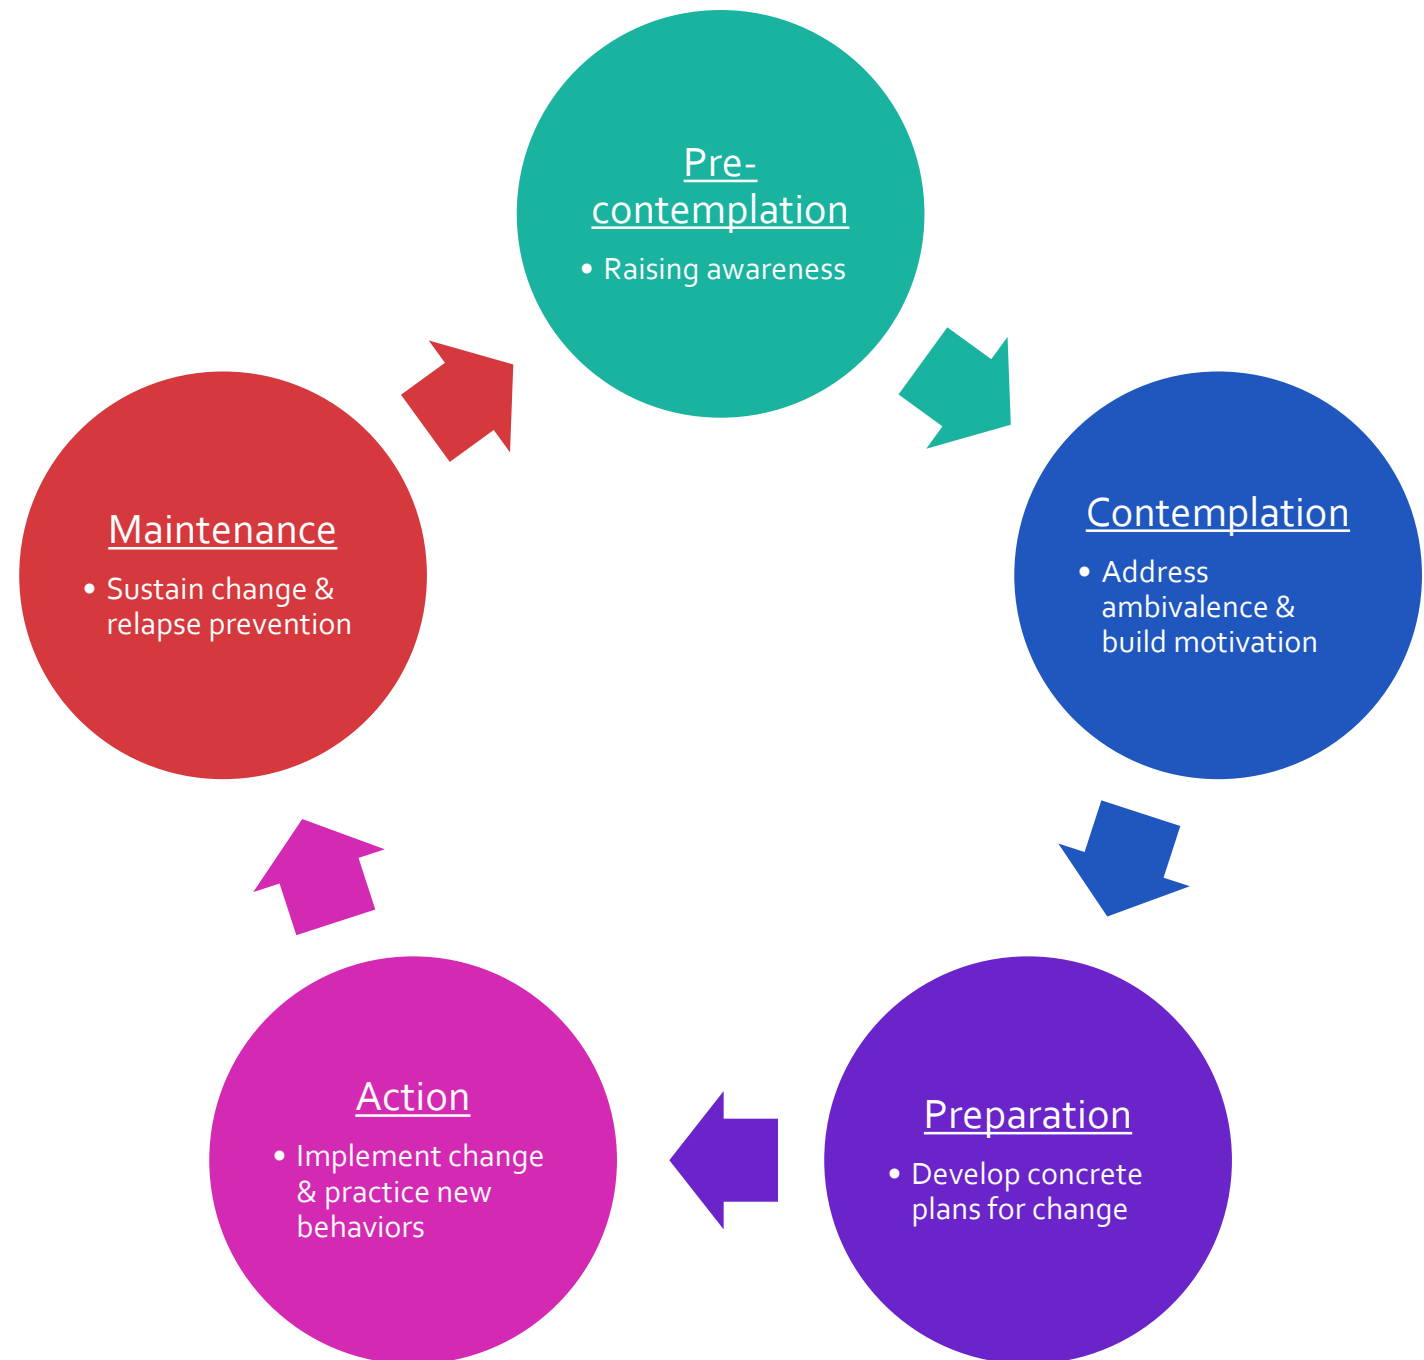 Pre-
contemplation
• Raising awareness
Contemplation
• Address
ambivalence &
build motivation
Preparation
• Develop concrete
plans for change
Action
• Implement change
& practice new
behaviors
Maintenance
• Sustain change &
relapse prevention